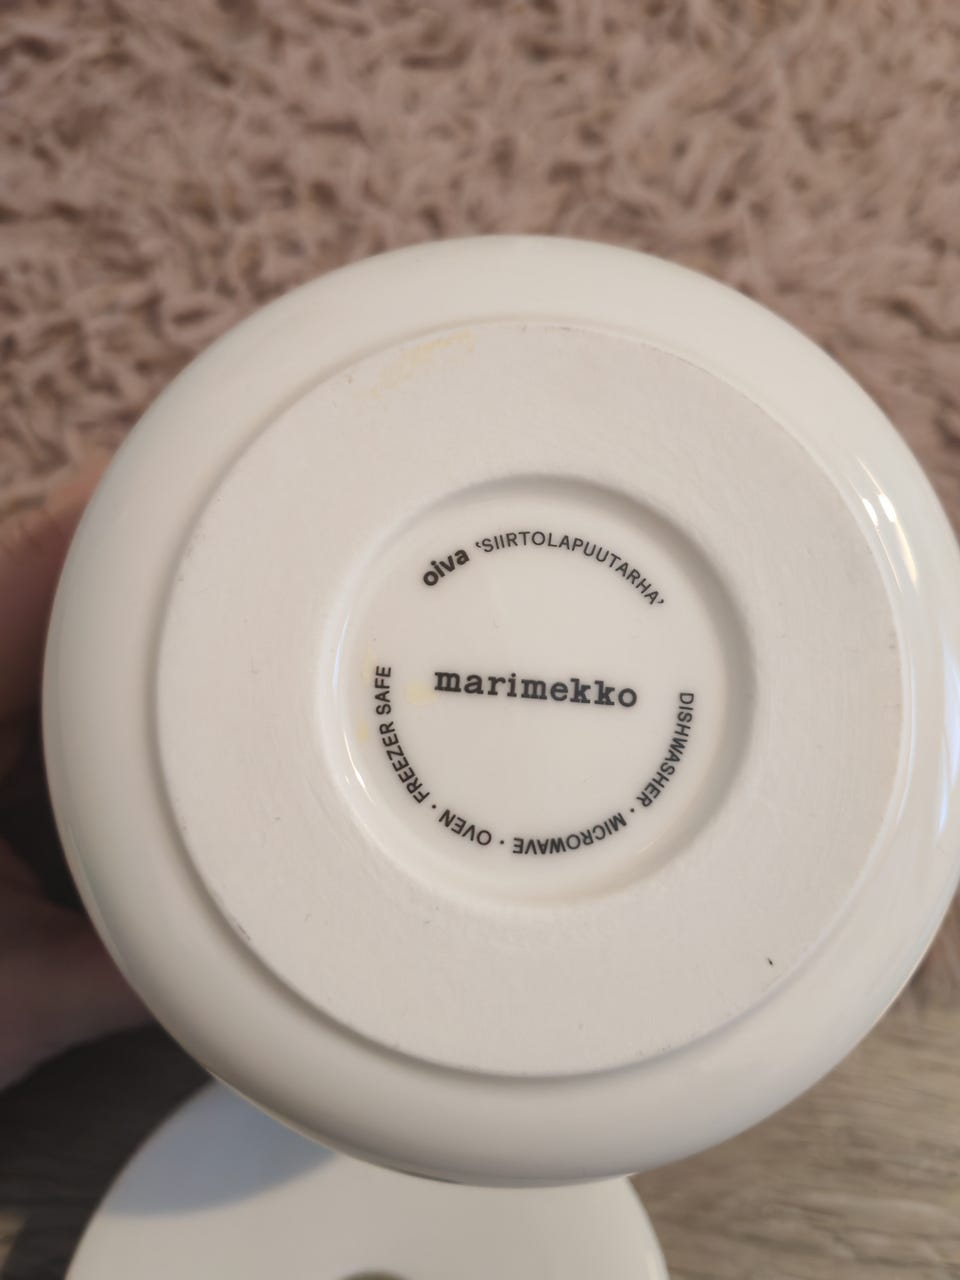 oiva ‘SIIRTOLAPUUTARHA’
marimekko
DISHWASHER · MICROWAVE · OVEN · FREEZER SAFE